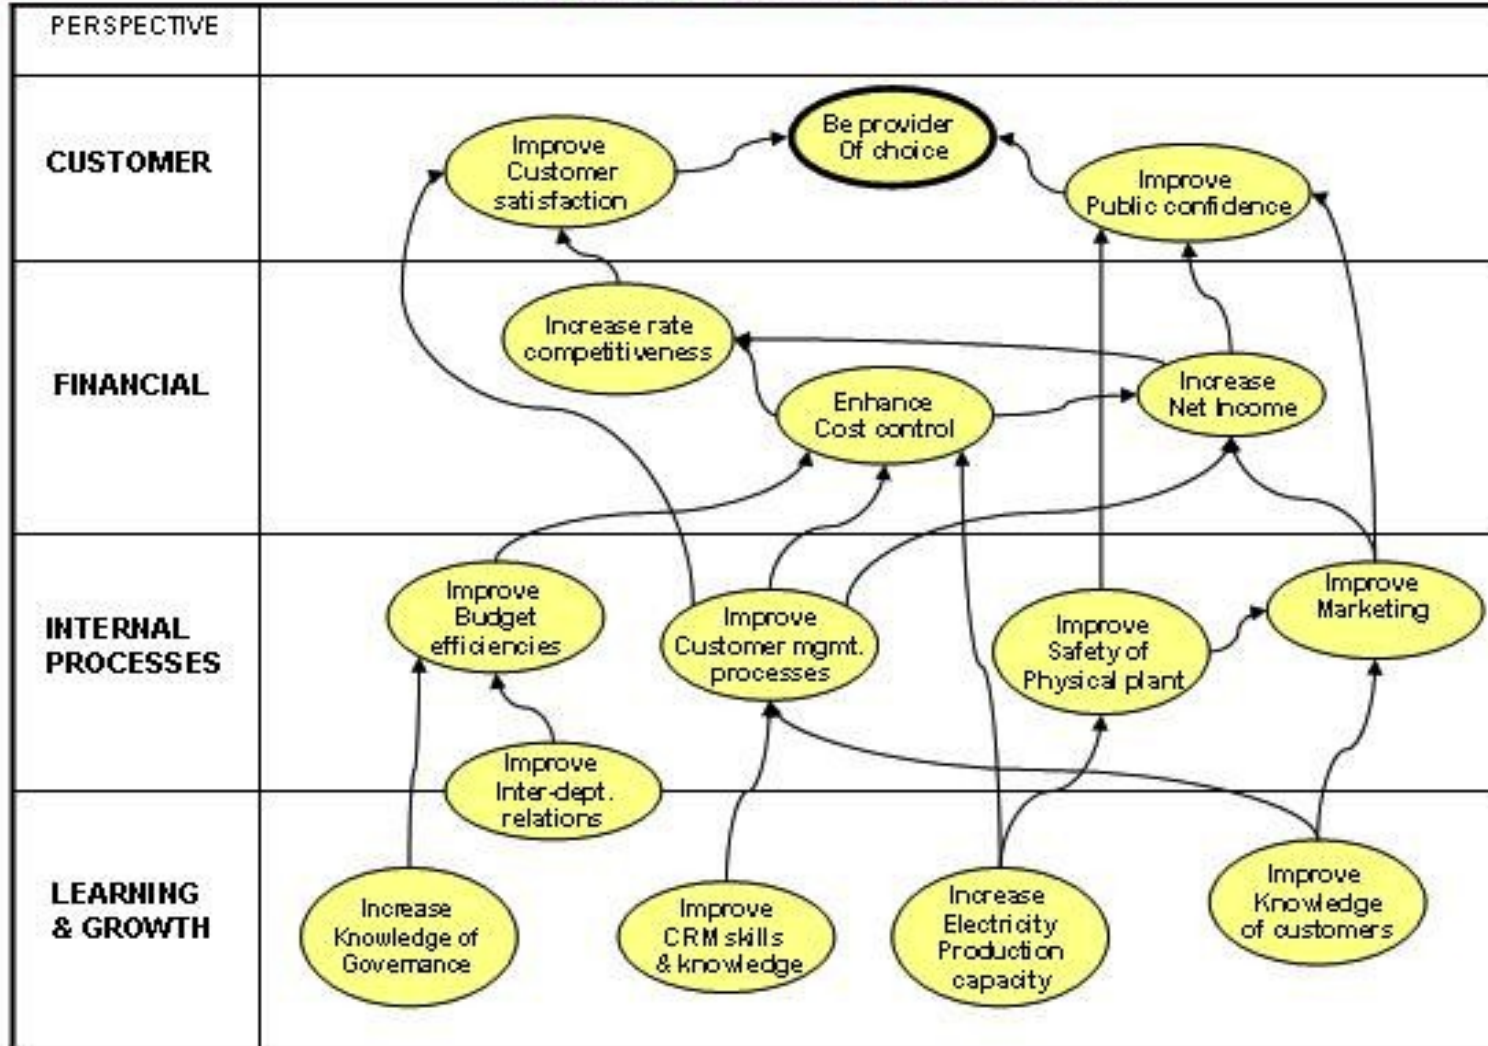 PERSPECTIVE
CUSTOMER
Improve
Customer
satisfaction
Be provider
Of choice
Improve
Public confidence
FINANCIAL
Increase rate
competitiveness
Enhance
Cost control
Increase
Net Income
INTERNAL
PROCESSES
Improve
Budget
efficiencies
Improve
Customer mgmt.
processes
Improve
Safety of
Physical plant
Improve
Marketing
Improve
Inter-dept.
relations
LEARNING
& GROWTH
Increase
Knowledge of
Governance
Improve
CRM skills
& knowledge
Increase
Electricity
Production
capacity
Improve
Knowledge
of customers